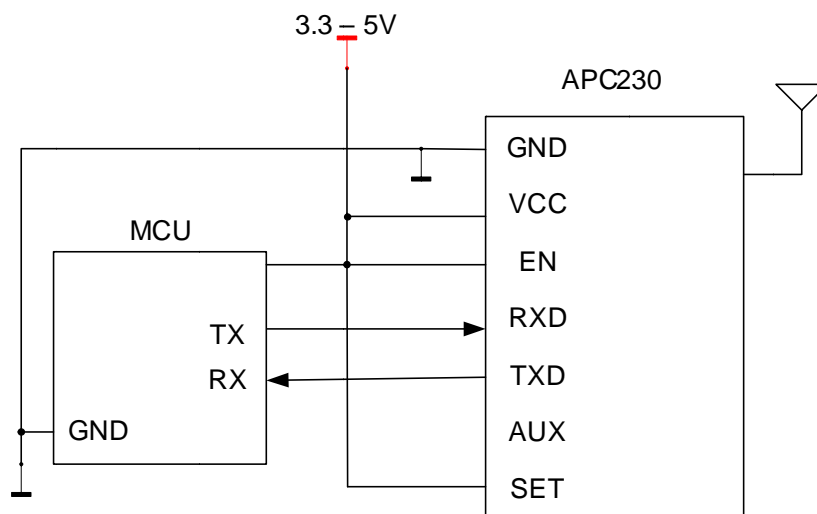 3.3 – 5V
APC230
GND
VCC
MCU
EN
TX
RXD
RX
TXD
GND
AUX
SET